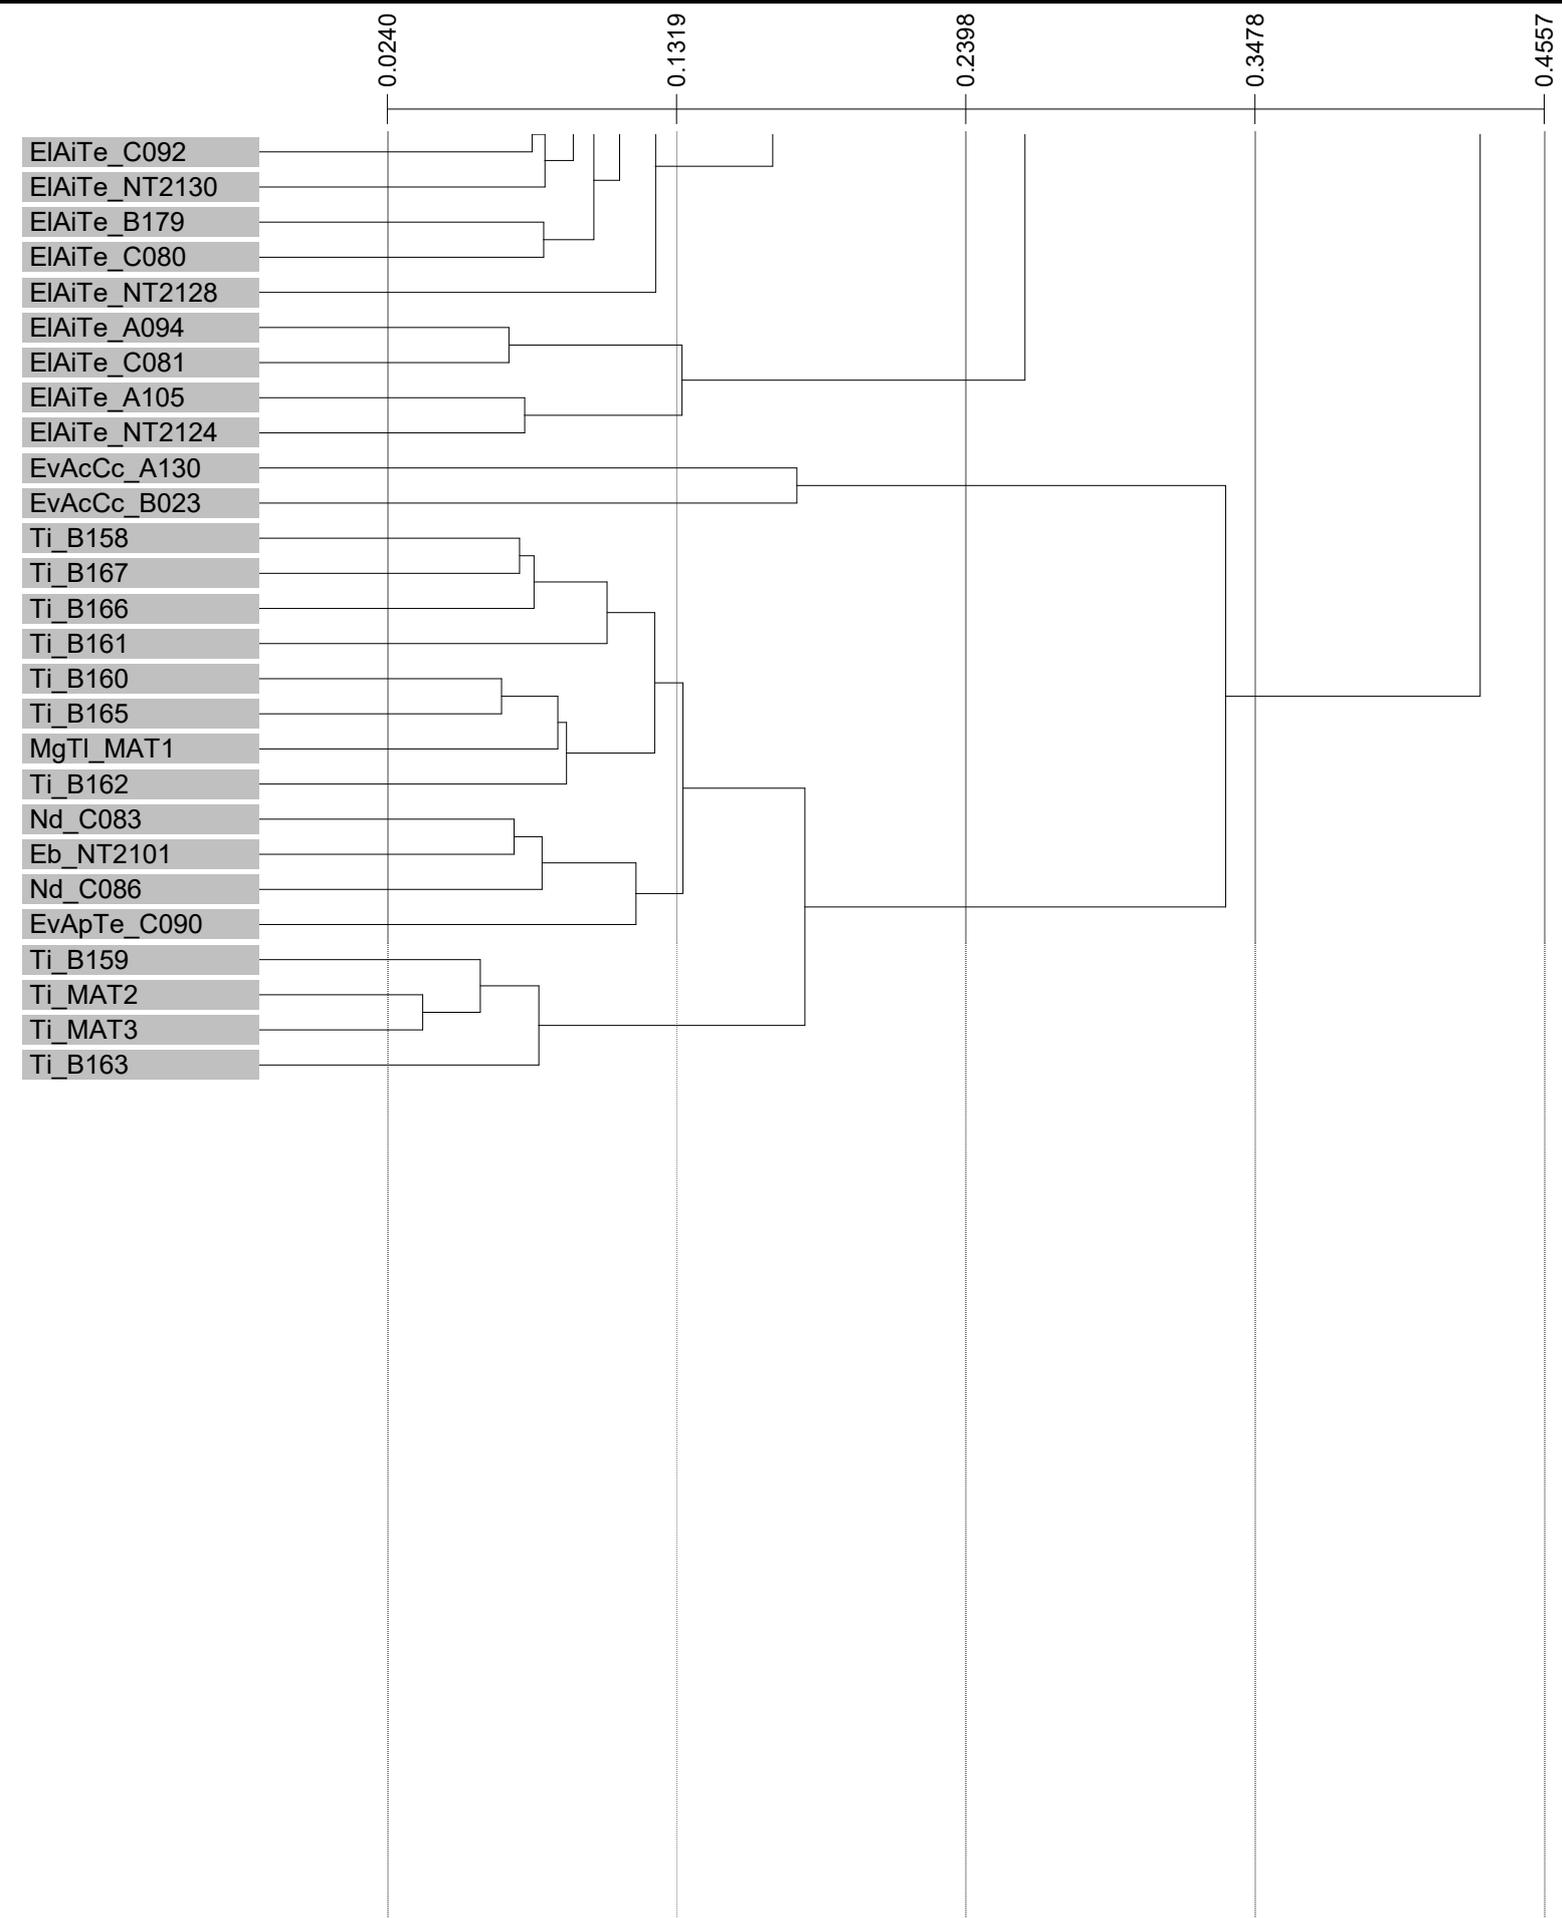 0.0240
0.1319
0.2398
0.3478
0.4557
ElAiTe_C092
ElAiTe_NT2130
ElAiTe_B179
ElAiTe_C080
ElAiTe_NT2128
ElAiTe_A094
ElAiTe_C081
ElAiTe_A105
ElAiTe_NT2124
EvAcCc_A130
EvAcCc_B023
Ti_B158
Ti_B167
Ti_B166
Ti_B161
Ti_B160
Ti_B165
MgTl_MAT1
Ti_B162
Nd_C083
Eb_NT2101
Nd_C086
EvApTe_C090
Ti_B159
Ti_MAT2
Ti_MAT3
Ti_B163